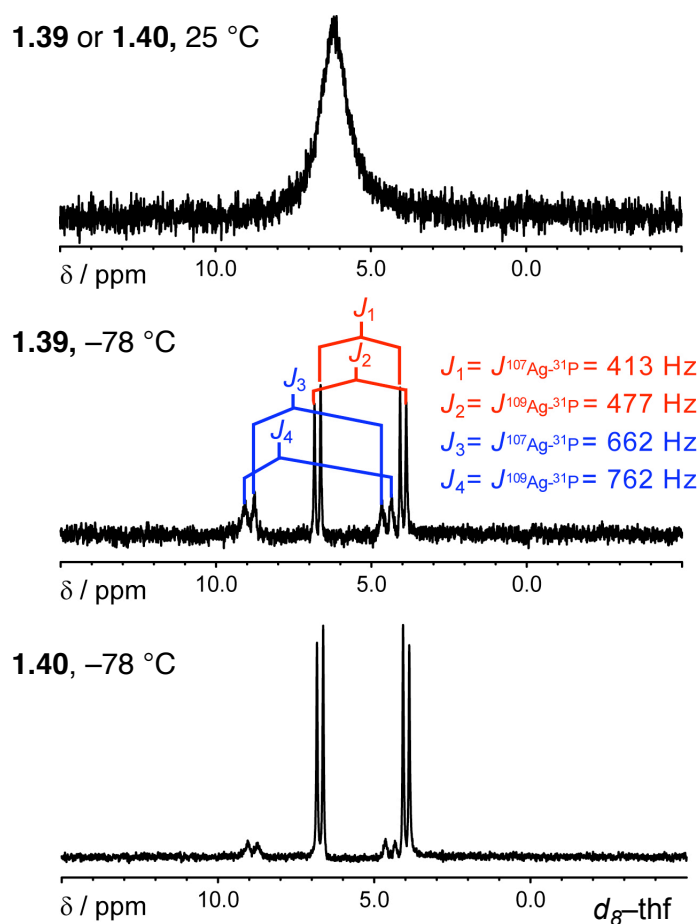 1.39 or 1.40, 25 °C
10.0 5.0 0.0
δ / ppm
1.39, –78 °C
J1
J2
J3
J4
J1= J107Ag-31P= 413 Hz
J2= J109Ag-31P= 477 Hz
J3= J107Ag-31P= 662 Hz
J4= J109Ag-31P= 762 Hz
10.0 5.0 0.0
δ / ppm
1.40, –78 °C
10.0 5.0 0.0
δ / ppm
d8–thf